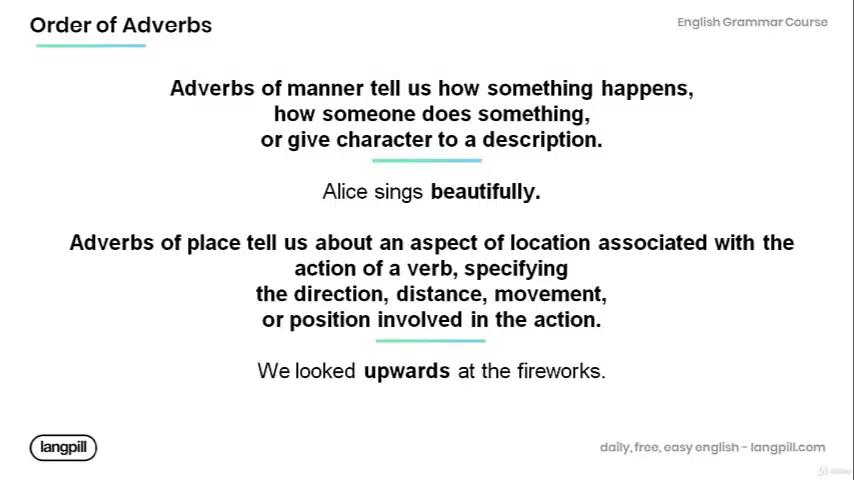 Order of Adverbs
English Grammar Course
Adverbs of manner tell us how something happens,
how someone does something,
or give character to a description.
Alice sings beautifully.
Adverbs of place tell us about an aspect of location associated with the
action of a verb, specifying
the direction, distance, movement,
or position involved in the action.
We looked upwards at the fireworks.
langpill
daily, free, easy english - langpill.com